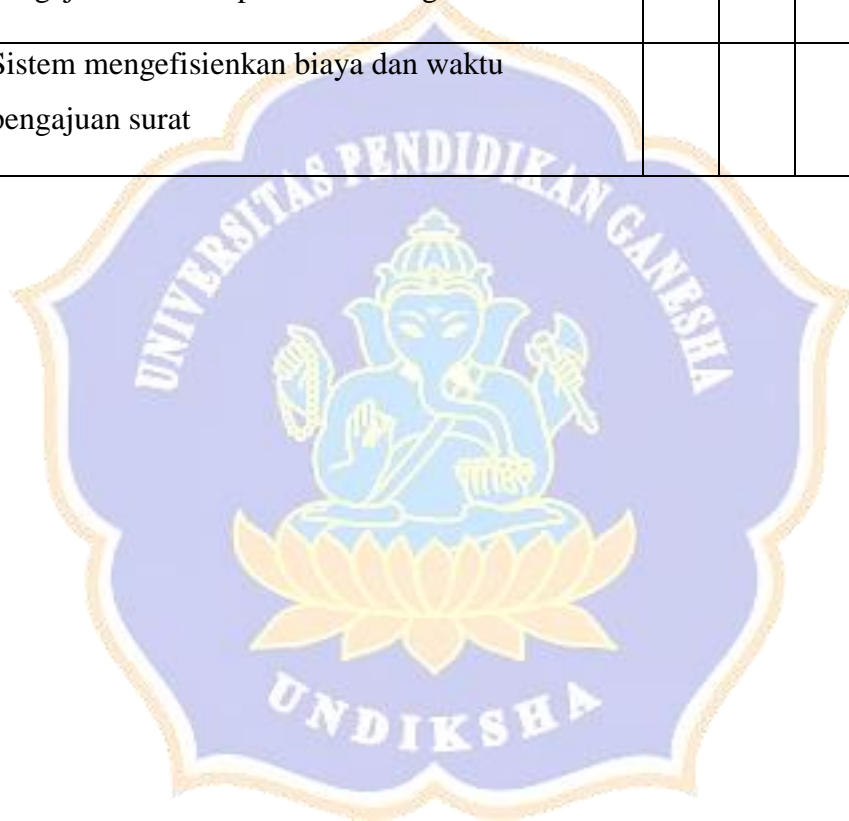 Sistem mengefisienkan biaya dan waktu
pengajuan surat
UNIVERSITAS PENDIDIKAN GANESHA
UNDIKSHA